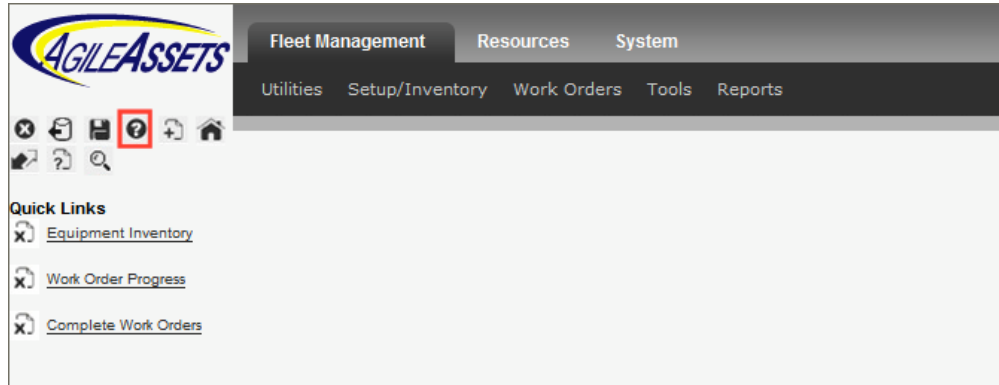 AGILEASSETS
Fleet Management Resources System
Utilities Setup/Inventory Work Orders Tools Reports
Quick Links
Equipment Inventory
Work Order Progress
Complete Work Orders